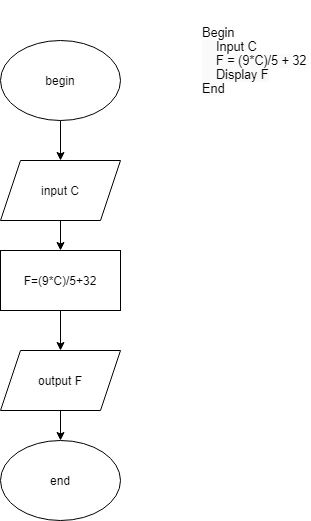 begin
input C
F=(9*C)/5+32
output F
end
Begin
Input C
F = (9*C)/5 + 32
Display F
End